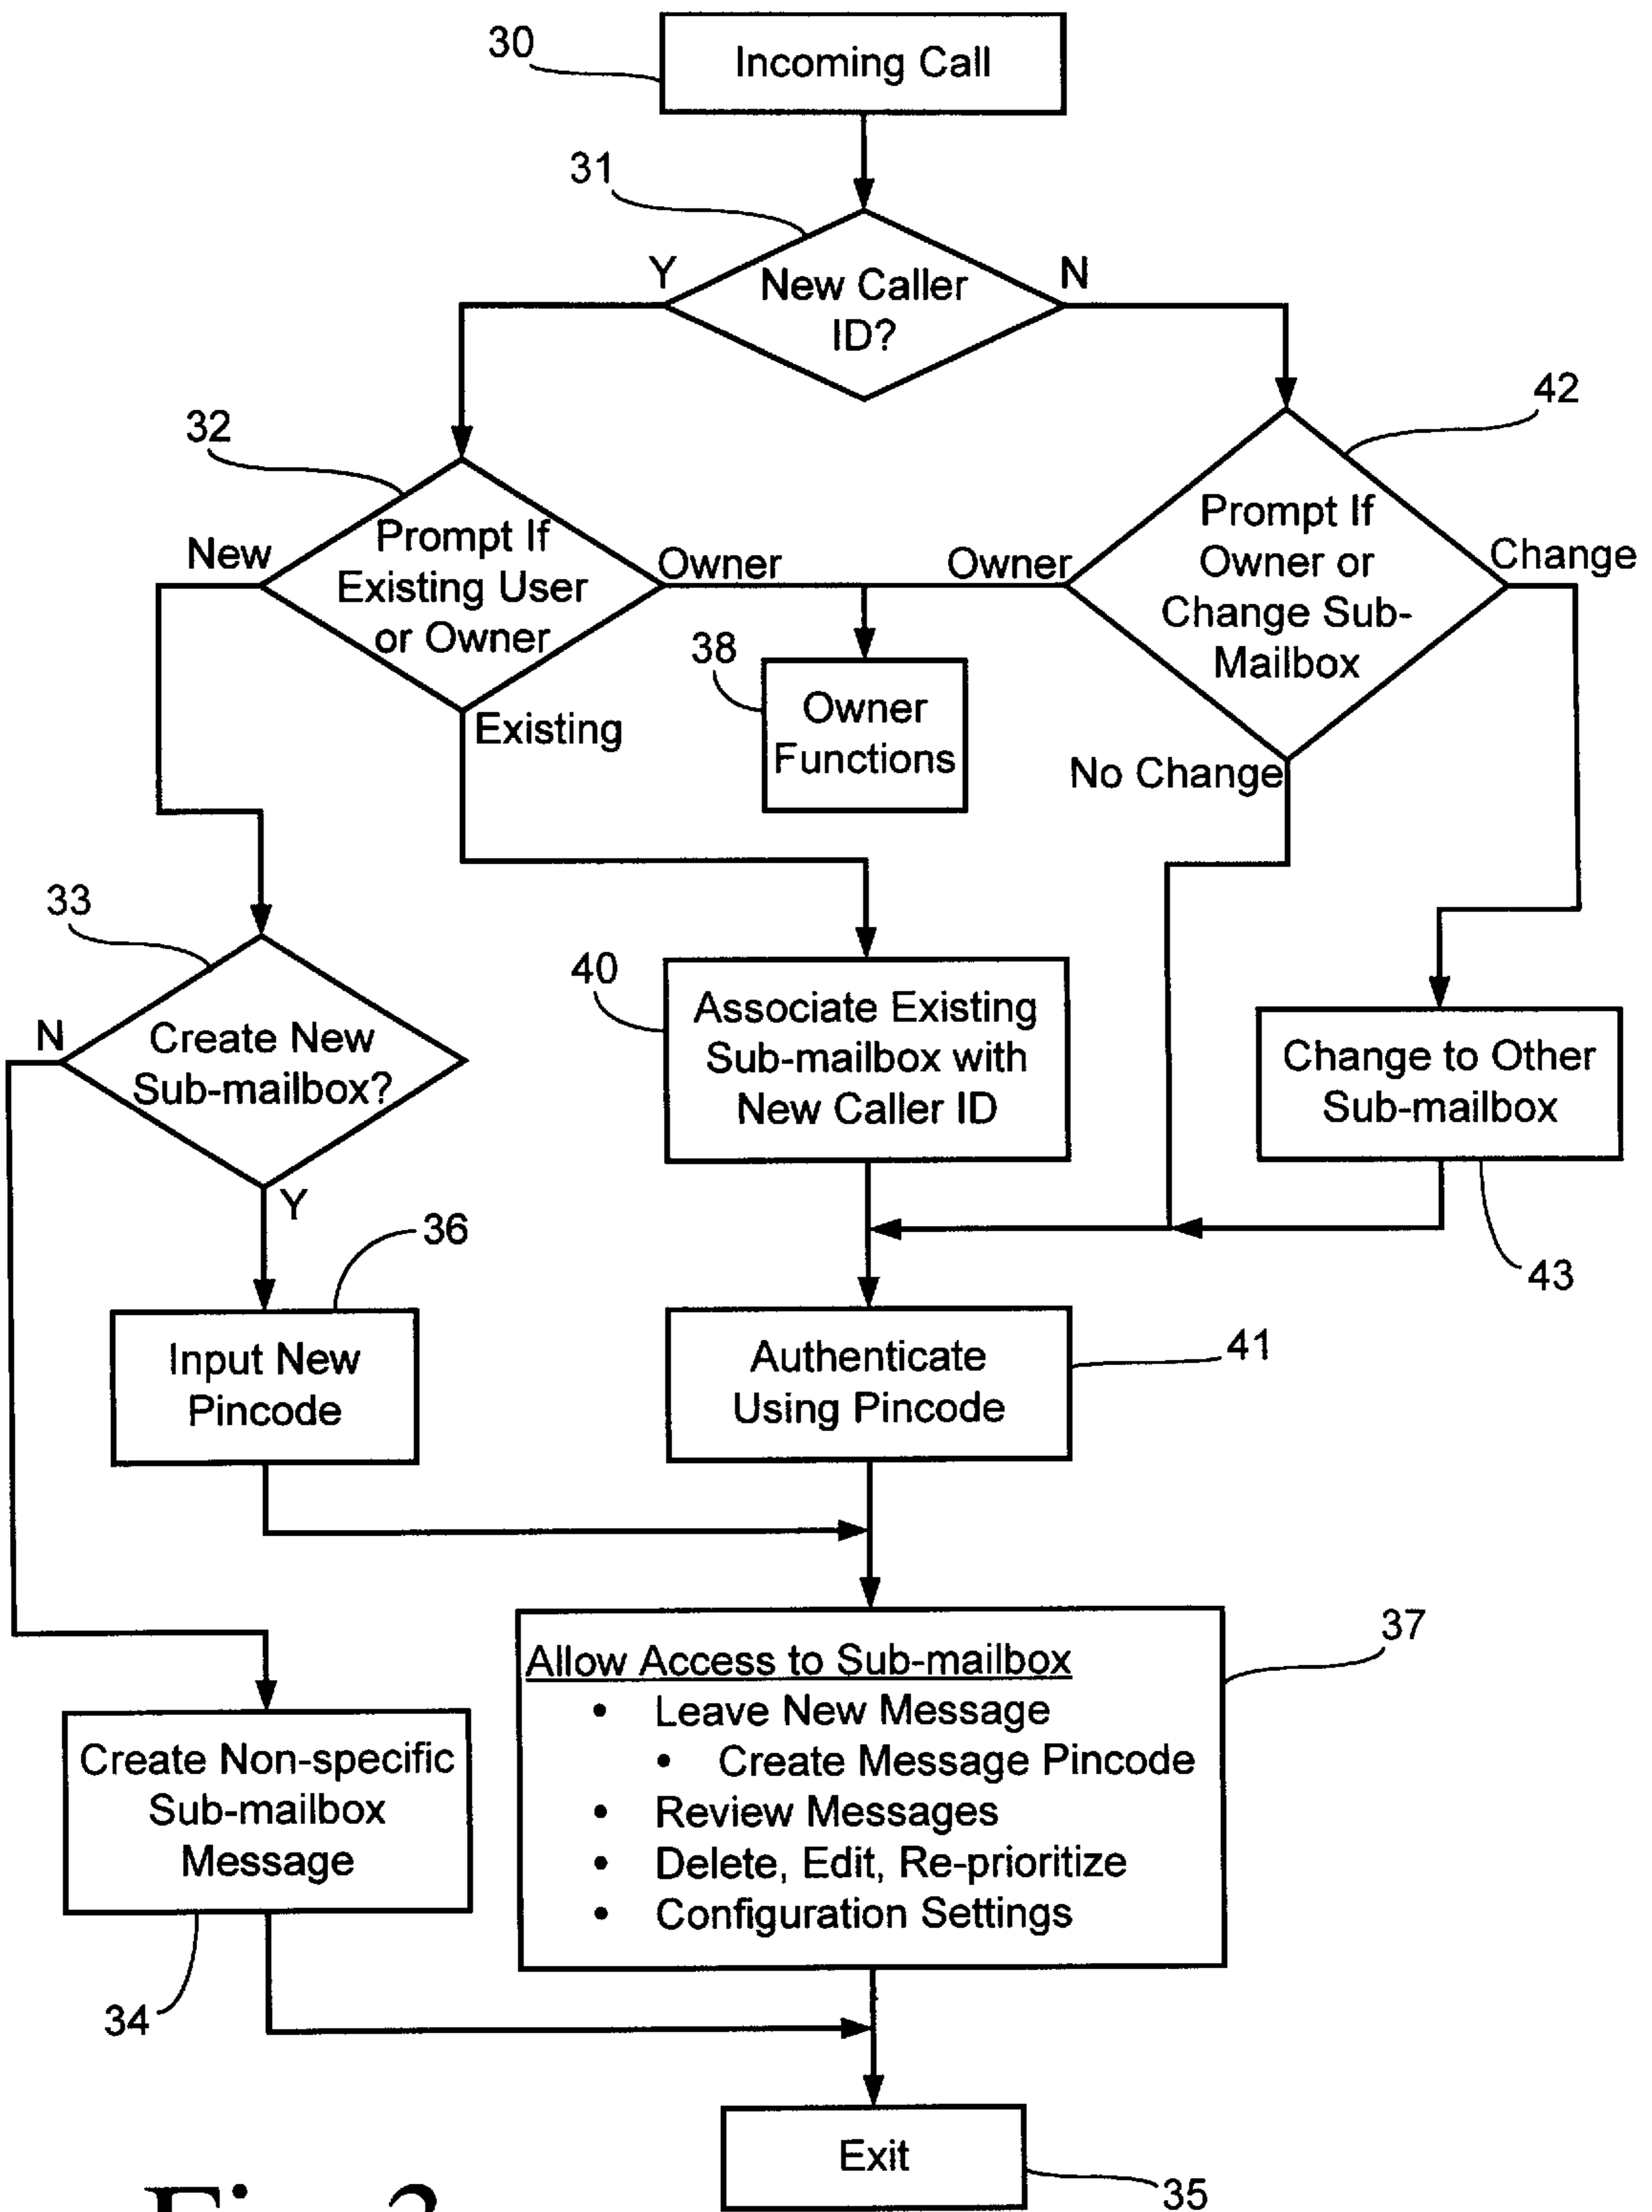 30
Incoming Call
31
Y
New Caller
ID?
N
42
32
New
Prompt If
Existing User
or Owner
Owner
Owner
Prompt If
Owner or
Change Sub-
Mailbox
Change
38
Owner
Functions
Existing
No Change
33
N
Create New
Sub-mailbox?
Y
40
Associate Existing
Sub-mailbox with
New Caller ID
Change to Other
Sub-mailbox
43
36
Input New
Pincode
Authenticate
Using Pincode
41
37
Allow Access to Sub-mailbox
• Leave New Message
• Create Message Pincode
• Review Messages
• Delete, Edit, Re-prioritize
• Configuration Settings
Create Non-specific
Sub-mailbox
Message
34
Exit
35